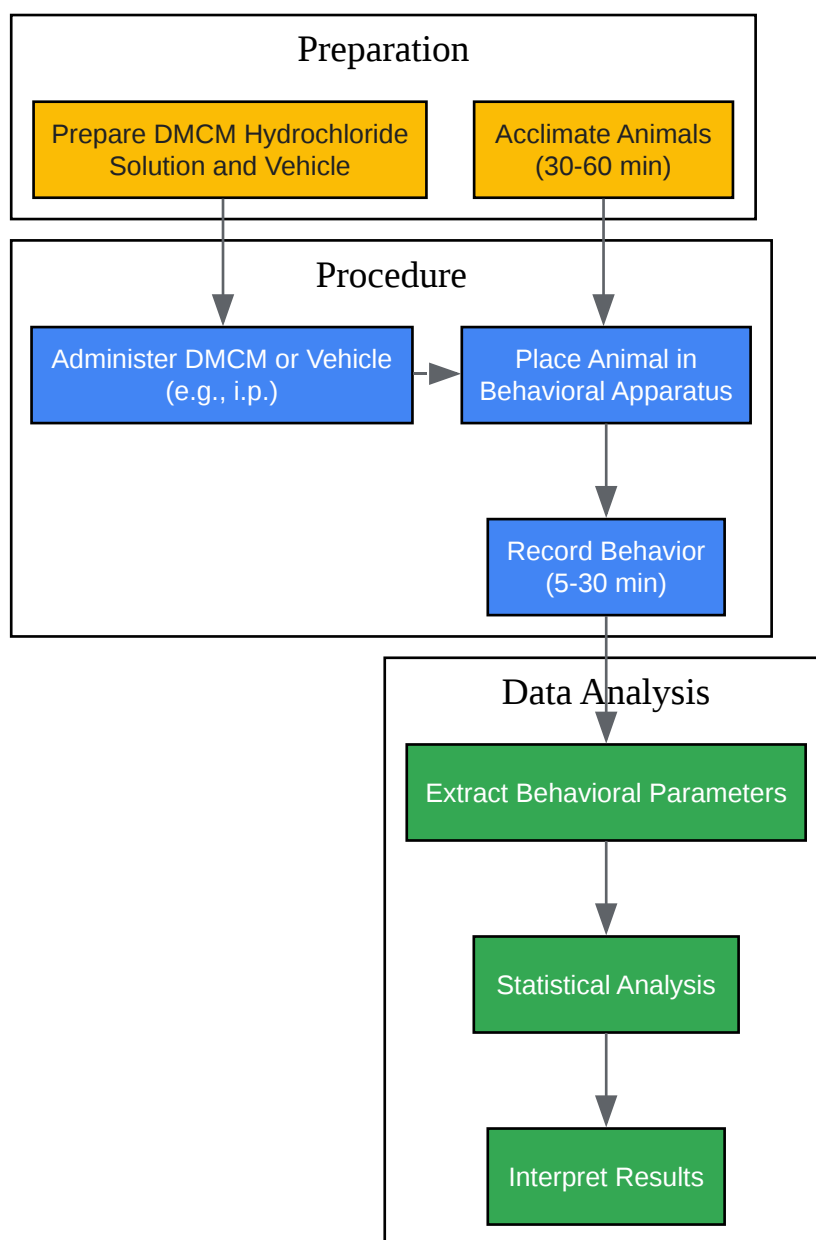 Preparation
Prepare DMCM Hydrochloride
Solution and Vehicle
Acclimate Animals
(30-60 min)
Procedure
Administer DMCM or Vehicle
(e.g., i.p.)
Place Animal in
Behavioral Apparatus
Record Behavior
(5-30 min)
Data Analysis
Extract Behavioral Parameters
Statistical Analysis
Interpret Results